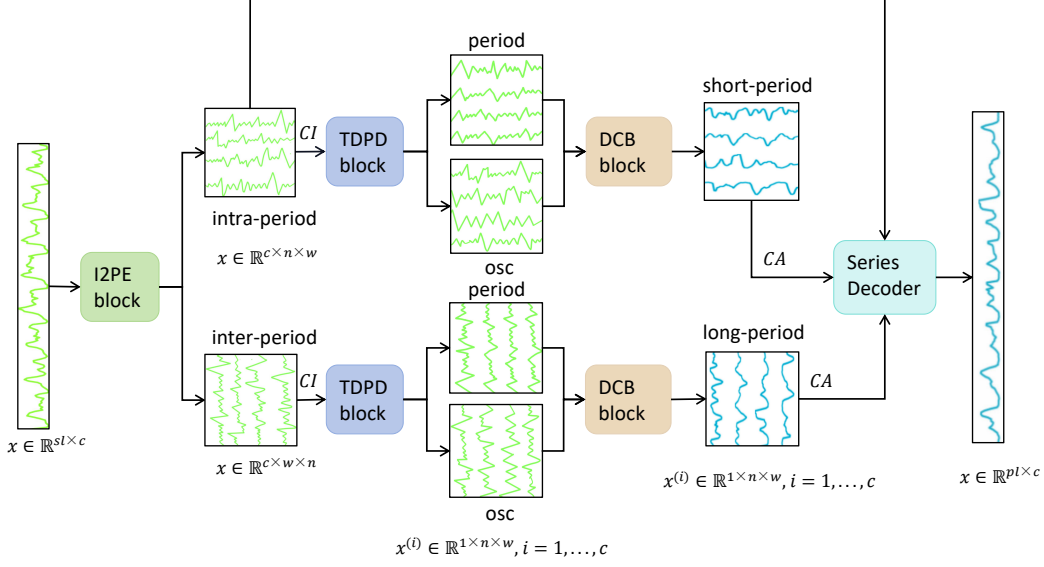 period
short-period
CI
TDPD
block
DCB
block
intra-period
x ∈ ℝ^{c×n×w}
osc
I2PE
block
CA
Series
Decoder
period
inter-period
long-period
CI
TDPD
block
DCB
block
CA
x ∈ ℝ^{sl×c}
x ∈ ℝ^{c×w×n}
x^{(i)} ∈ ℝ^{1×n×w}, i = 1, . . . , c
x ∈ ℝ^{pl×c}
osc
x^{(i)} ∈ ℝ^{1×n×w}, i = 1, . . . , c